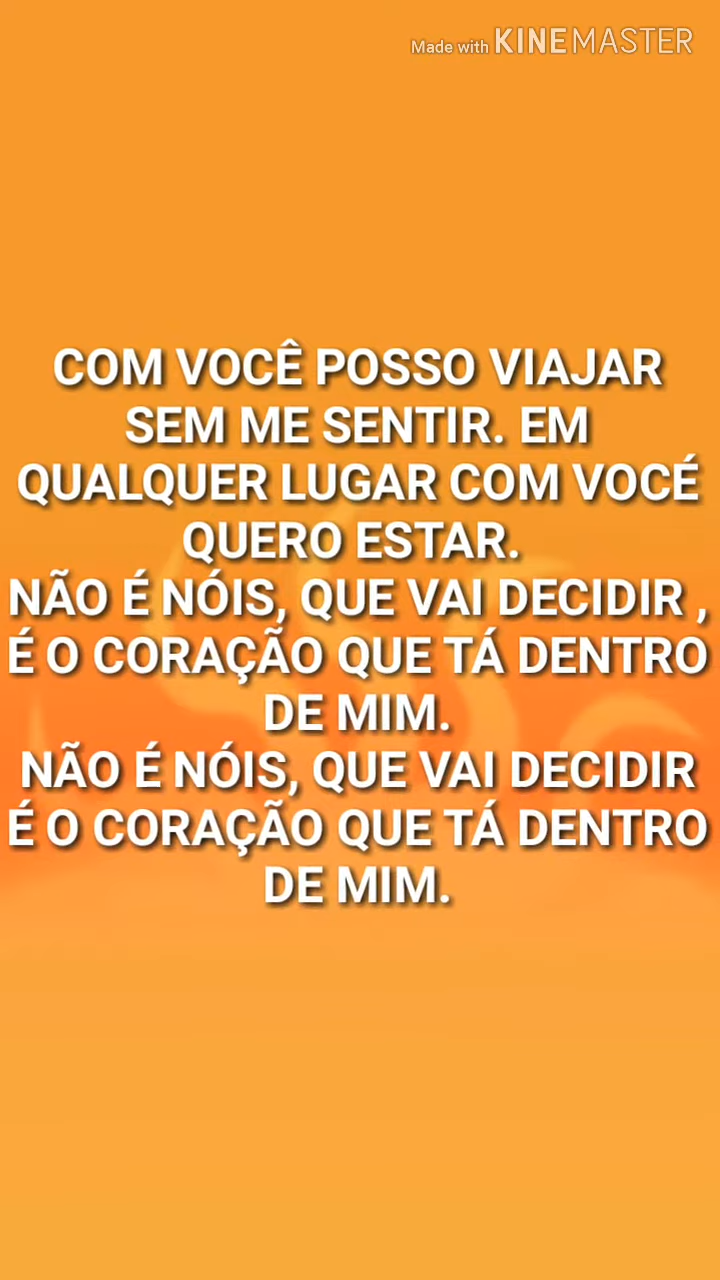 Made with KINEMASTER
COM VOCÊ POSSO VIAJAR
SEM ME SENTIR. EM
QUALQUER LUGAR COM VOCÉ
QUERO ESTAR.
NÃO É NÓIS, QUE VAI DECIDIR ,
É O CORAÇÃO QUE TÁ DENTRO
DE MIM.
NÃO É NÓIS, QUE VAI DECIDIR
É O CORAÇÃO QUE TÁ DENTRO
DE MIM.